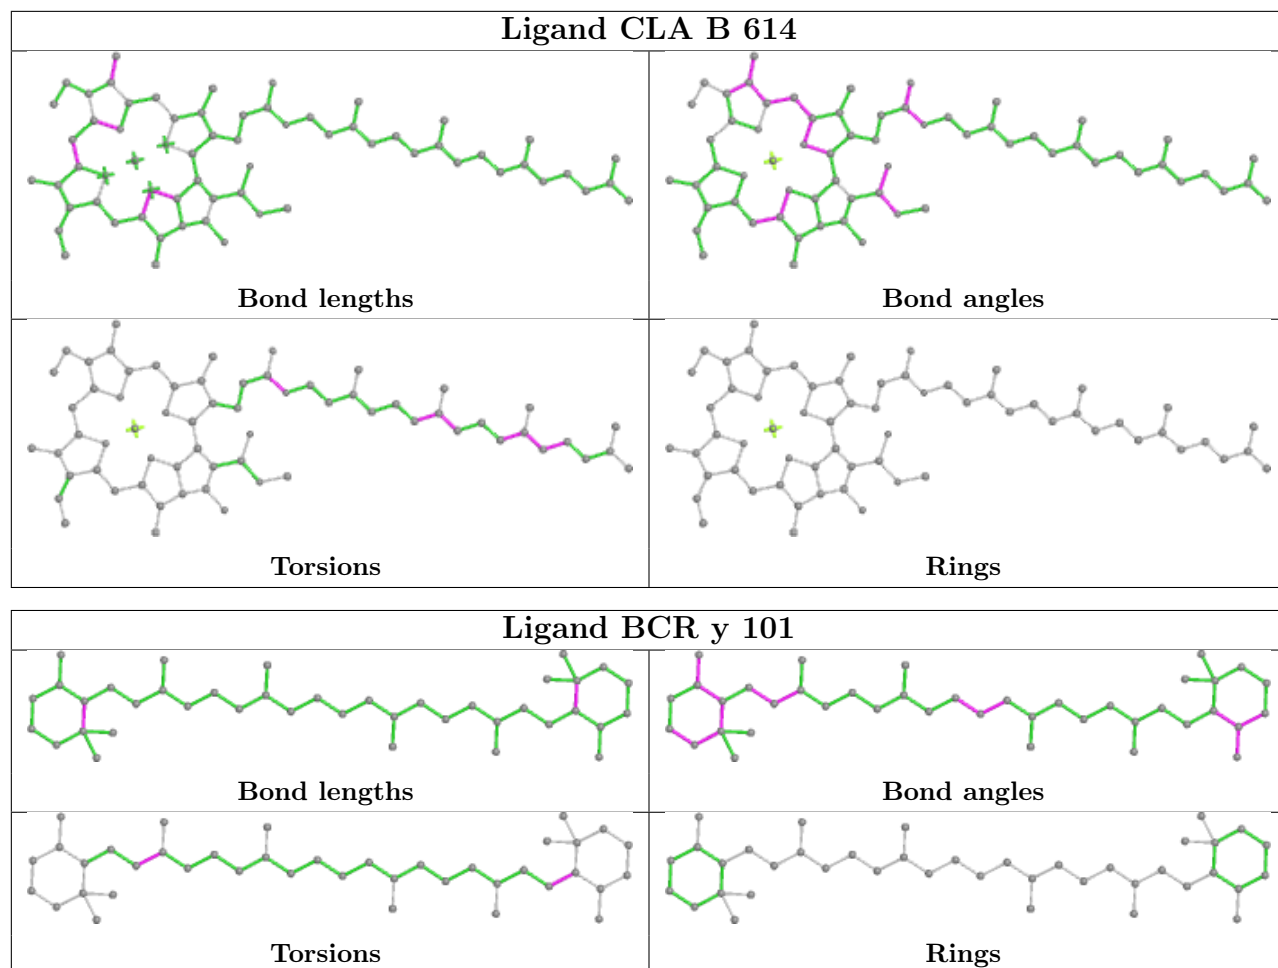 Ligand CLA B 614
Bond lengths
Bond angles
Torsions
Rings
Ligand BCR y 101
Bond lengths
Bond angles
Torsions
Rings